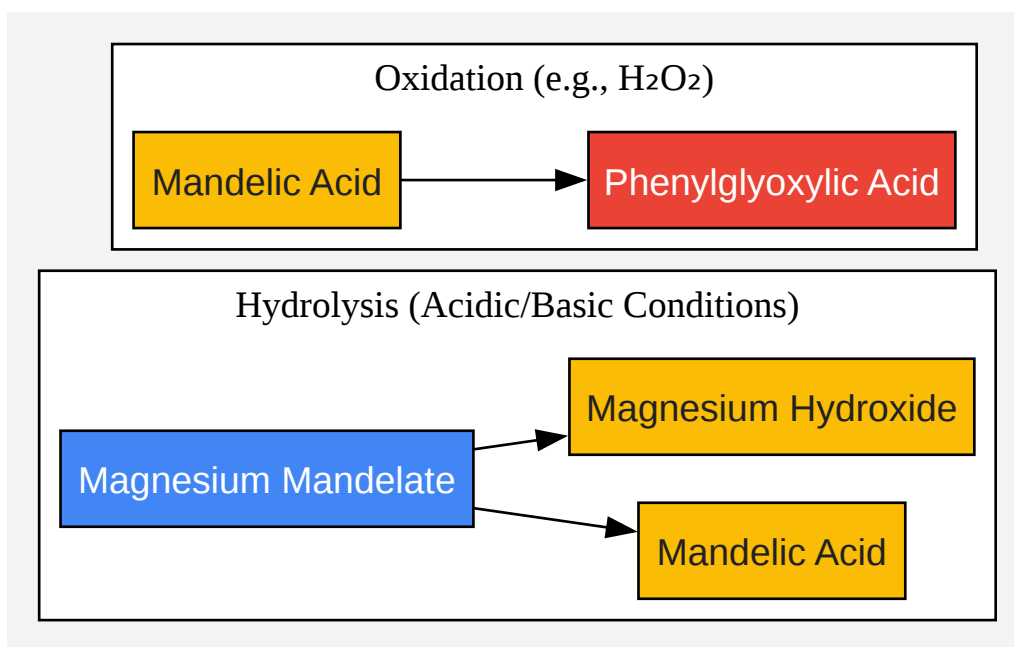 Oxidation (e.g., H₂O₂)
Mandelic Acid
Phenylglyoxylic Acid
Hydrolysis (Acidic/Basic Conditions)
Magnesium Hydroxide
Magnesium Mandelate
Mandelic Acid